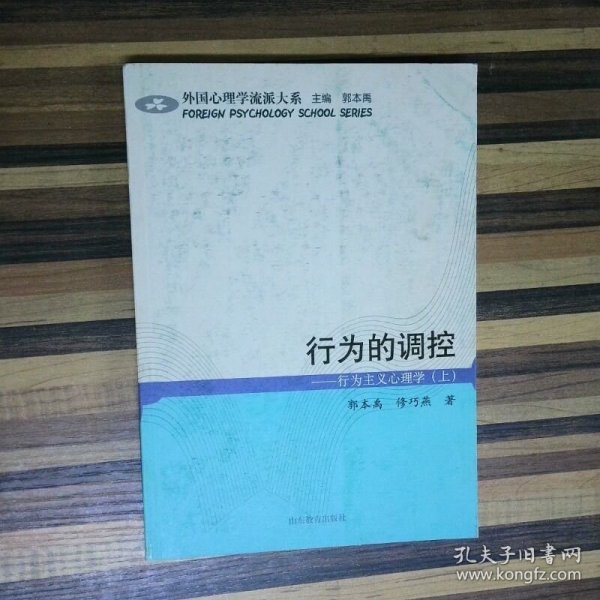 外国心理学流派大系 主编 郭本禹
FOREIGN PSYCHOLOGY SCHOOL SERIES
行为的调控
——行为主义心理学(上)
郭本禹 修巧燕 著
山东教育出版社
孔夫子旧书网
www.kongfz.com